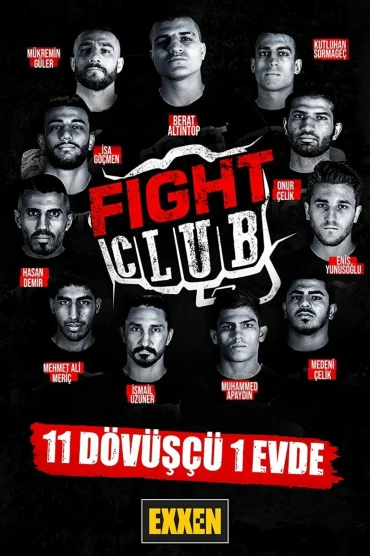 MÜKREMİN
GÜLER
KUTLUHAN
SORMAGEÇ
BERAT
ALTINTOP
İSA
GÖÇMEN
FIGHT
CLUB
ONUR
ÇELİK
ENİS
YUNUSOĞLU
HASAN
DEMİR
MEHMET ALİ
MERİÇ
İSMAİL
UZUNER
MUHAMMED
APAYDIN
MEDENİ
ÇELİK
11 DÖVÜŞÇÜ 1 EVDE
EXXEN